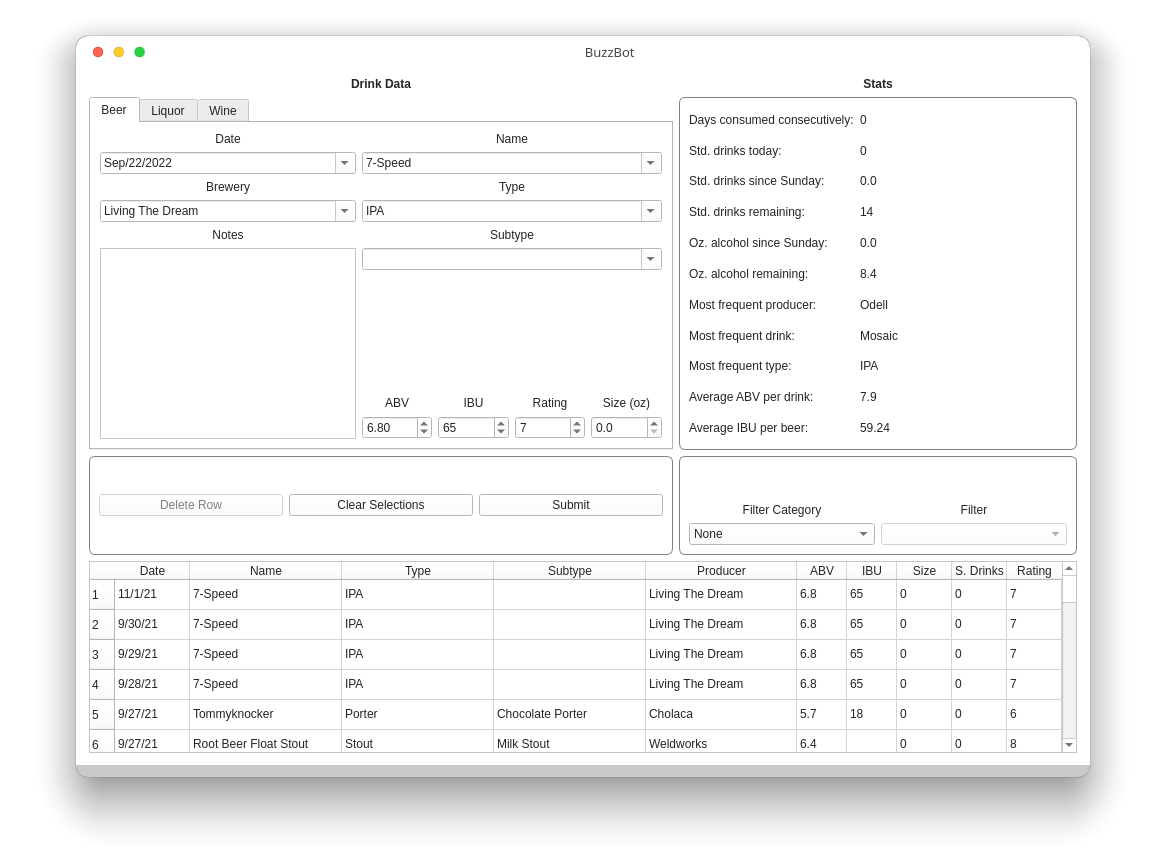 BuzzBot
Drink Data
Beer Liquor Wine
Date Name
Sep/22/2022 7-Speed
Brewery Type
Living The Dream IPA
Notes Subtype
ABV IBU Rating Size (oz)
6.80 65 7 0.0
Stats
Days consumed consecutively: 0
Std. drinks today: 0
Std. drinks since Sunday: 0.0
Std. drinks remaining: 14
Oz. alcohol since Sunday: 0.0
Oz. alcohol remaining: 8.4
Most frequent producer: Odell
Most frequent drink: Mosaic
Most frequent type: IPA
Average ABV per drink: 7.9
Average IBU per beer: 59.24
Delete Row Clear Selections Submit
Filter Category Filter
None
Date Name Type Subtype Producer ABV IBU Size S. Drinks Rating
1 11/1/21 7-Speed IPA Living The Dream 6.8 65 0 0 7
2 9/30/21 7-Speed IPA Living The Dream 6.8 65 0 0 7
3 9/29/21 7-Speed IPA Living The Dream 6.8 65 0 0 7
4 9/28/21 7-Speed IPA Living The Dream 6.8 65 0 0 7
5 9/27/21 Tommyknocker Porter Chocolate Porter Cholaca 5.7 18 0 0 6
6 9/27/21 Root Beer Float Stout Stout Milk Stout Weldworks 6.4 0 0 8